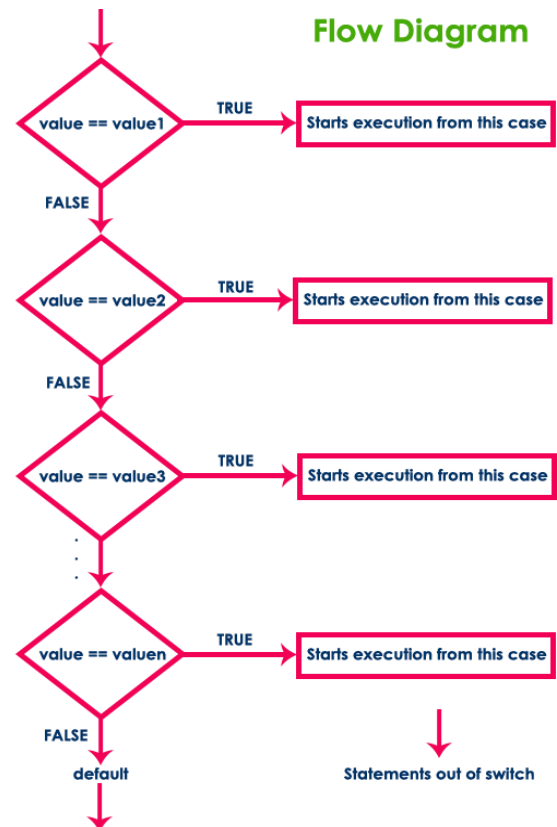 Flow Diagram
value == value1
TRUE
Starts execution from this case
FALSE
value == value2
TRUE
Starts execution from this case
FALSE
value == value3
TRUE
Starts execution from this case
.
.
.
value == valuen
TRUE
Starts execution from this case
FALSE
default
Statements out of switch